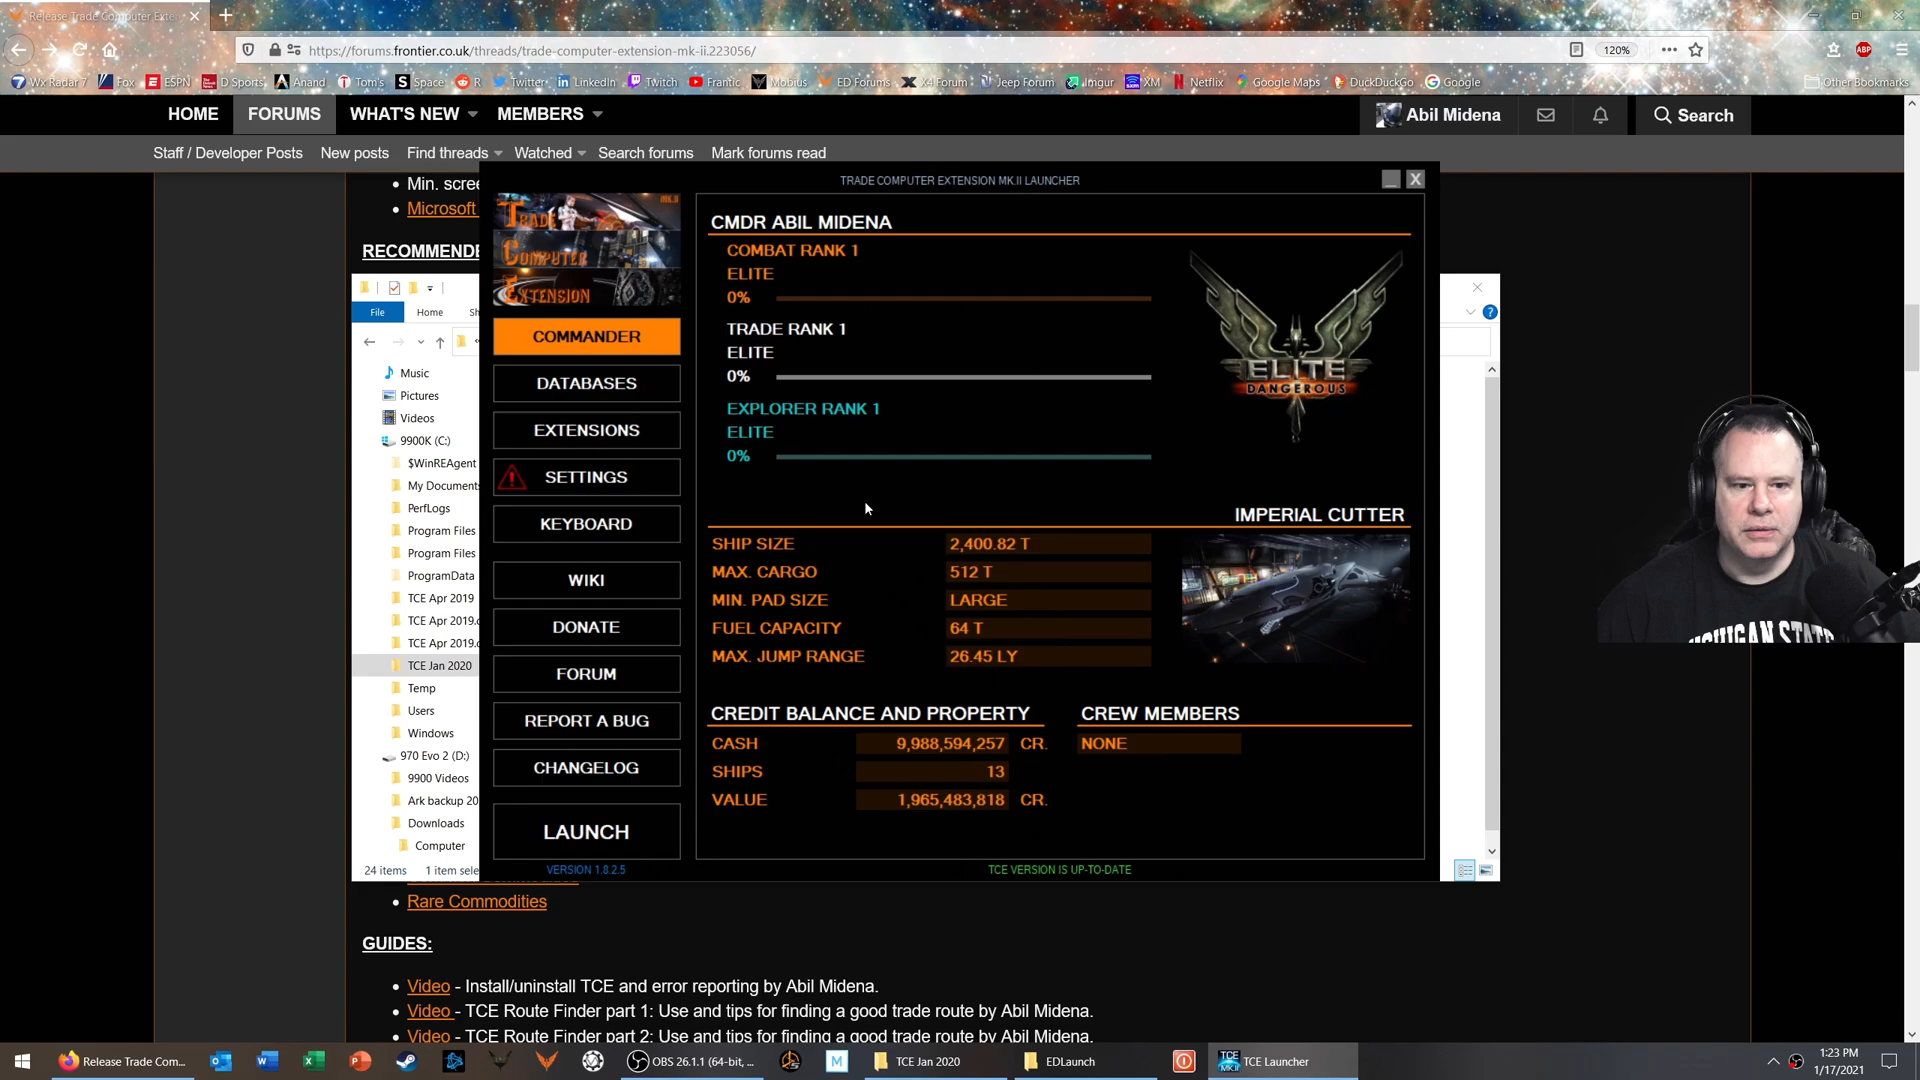 Release Trade Computer Exten
https://forums.frontier.co.uk/threads/trade-computer-extension-mk-ii.223056/
120%
ABP
Wx Radar 7 Fox ESPN D Sports Anand Tom's Space R Twitter LinkedIn Twitch Frantic Mobius ED Forums X4 Forum Jeep Forum Imgur XM Netflix Google Maps DuckDuckGo Google Other Bookmarks
HOME FORUMS WHAT'S NEW MEMBERS Abil Midena Search
Staff / Developer Posts New posts Find threads Watched Search forums Mark forums read
Min. scree
Microsoft
RECOMMENDE
File Home Sh
Music
Pictures
Videos
9900K (C:)
$WinREAgent
My Document
PerfLogs
Program Files
Program Files
ProgramData
TCE Apr 2019
TCE Apr 2019.c
TCE Apr 2019.c
TCE Jan 2020
Temp
Users
Windows
970 Evo 2 (D:)
9900 Videos
Ark backup 20
Downloads
Computer
24 items 1 item sele
TRADE COMPUTER EXTENSION MK.II LAUNCHER
_ X
MK.II
TRADE
COMPUTER
EXTENSION
COMMANDER
DATABASES
EXTENSIONS
SETTINGS
KEYBOARD
WIKI
DONATE
FORUM
REPORT A BUG
CHANGELOG
LAUNCH
VERSION 1.8.2.5
CMDR ABIL MIDENA
COMBAT RANK 1
ELITE
0%
TRADE RANK 1
ELITE
0%
EXPLORER RANK 1
ELITE
0%
ELITE
DANGEROUS
IMPERIAL CUTTER
SHIP SIZE 2,400.82 T
MAX. CARGO 512 T
MIN. PAD SIZE LARGE
FUEL CAPACITY 64 T
MAX. JUMP RANGE 26.45 LY
CREDIT BALANCE AND PROPERTY
CASH 9,988,594,257 CR.
SHIPS 13
VALUE 1,965,483,818 CR.
CREW MEMBERS
NONE
TCE VERSION IS UP-TO-DATE
MICHIGAN STATE
Rare Commodities
GUIDES:
Video - Install/uninstall TCE and error reporting by Abil Midena.
Video - TCE Route Finder part 1: Use and tips for finding a good trade route by Abil Midena.
Video - TCE Route Finder part 2: Use and tips for finding a good trade route by Abil Midena.
Release Trade Com... OBS 26.1.1 (64-bit, ... M TCE Jan 2020 EDLaunch TCE MK.II TCE Launcher
1:23 PM
1/17/2021